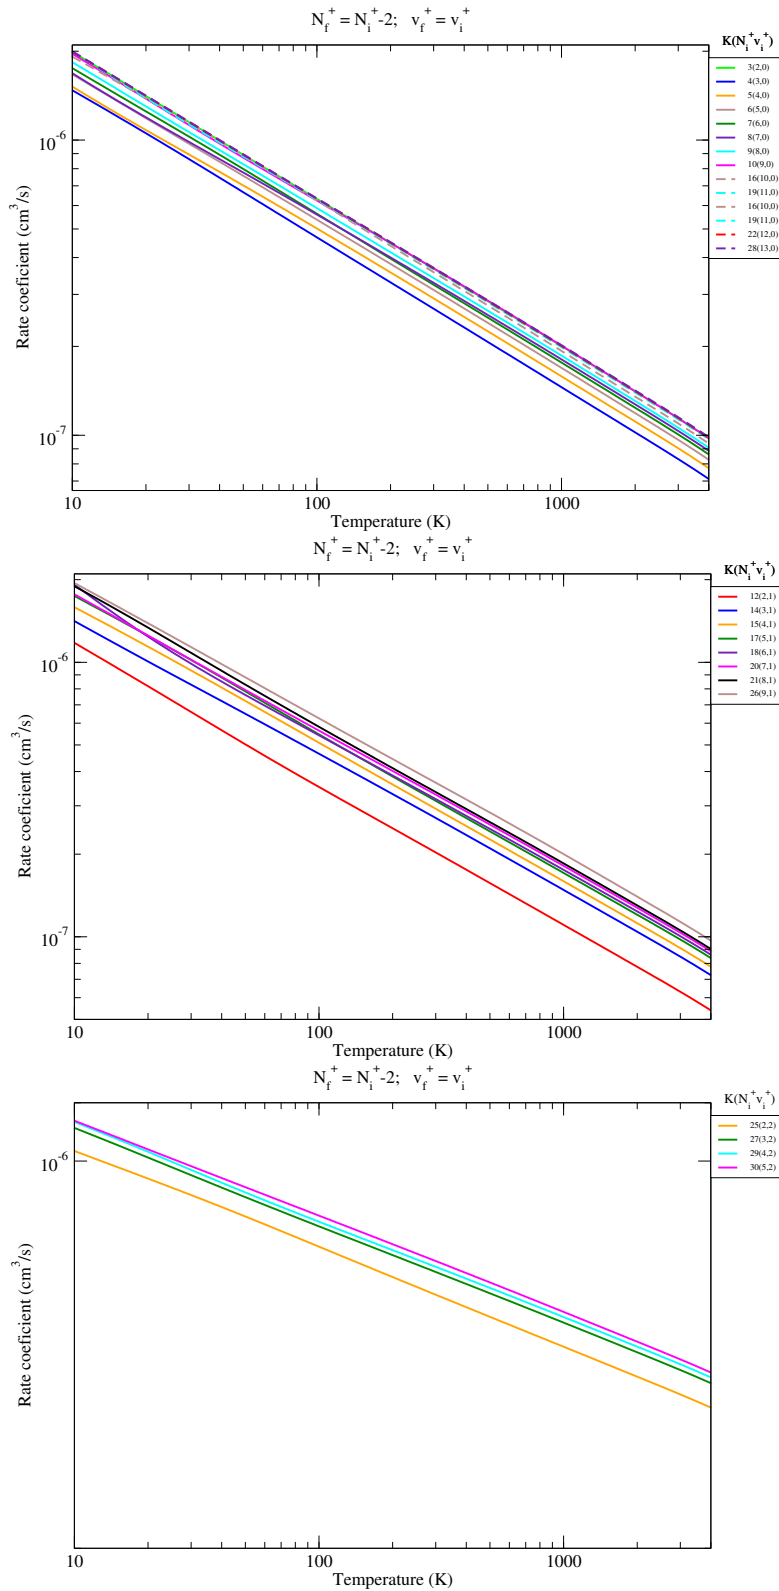 N_f^+ = N_i^+-2; v_f^+ = v_i^+
K(N_i^+v_i^+)
3(2,0)
4(3,0)
5(4,0)
6(5,0)
7(6,0)
8(7,0)
9(8,0)
10(9,0)
16(10,0)
19(11,0)
16(10,0)
19(11,0)
22(12,0)
28(13,0)
Rate coeficient (cm^3/s)
10^-6
10^-7
10 100 1000
Temperature (K)
N_f^+ = N_i^+-2; v_f^+ = v_i^+
K(N_i^+v_i^+)
12(2,1)
14(3,1)
15(4,1)
17(5,1)
18(6,1)
20(7,1)
21(8,1)
26(9,1)
Rate coeficient (cm^3/s)
10^-6
10^-7
10 100 1000
Temperature (K)
N_f^+ = N_i^+-2; v_f^+ = v_i^+
K(N_i^+v_i^+)
25(2,2)
27(3,2)
29(4,2)
30(5,2)
Rate coeficient (cm^3/s)
10^-6
10 100 1000
Temperature (K)